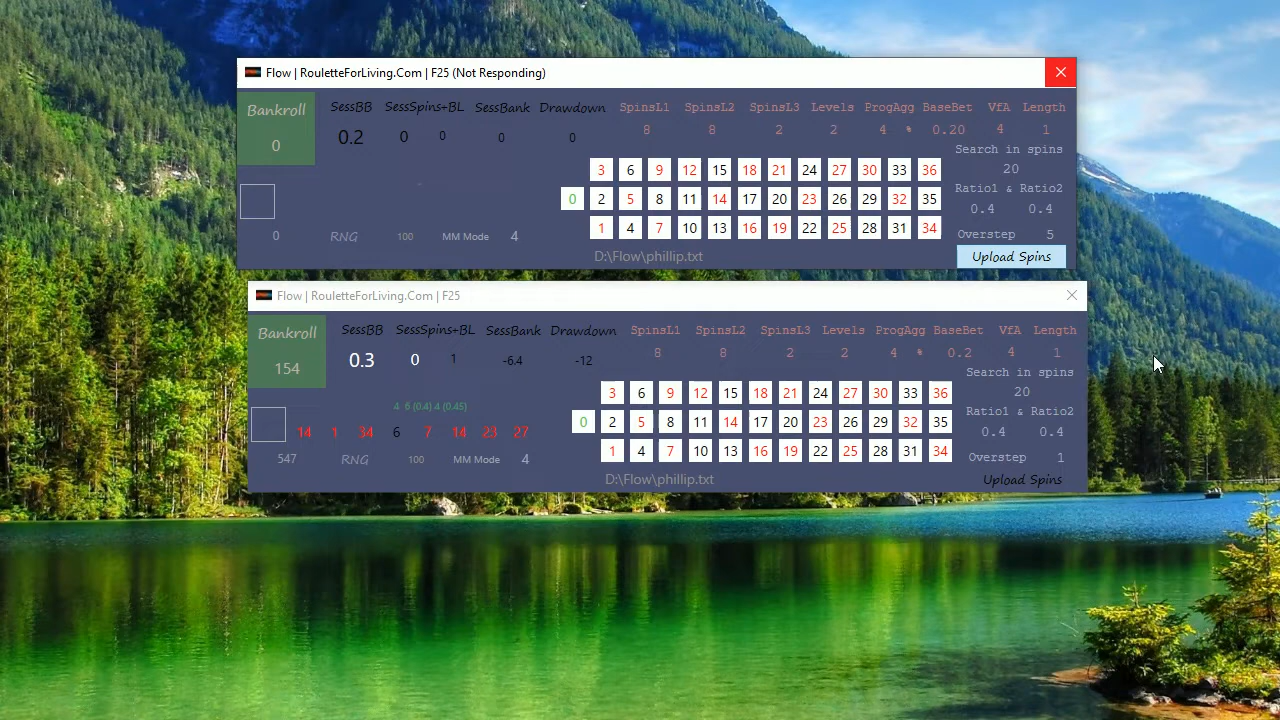 Flow | RouletteForLiving.Com | F25 (Not Responding)
Bankroll SessBB SessSpins+BL SessBank Drawdown SpinsL1 SpinsL2 SpinsL3 Levels ProgAgg BaseBet VfA Length
0 0.2 0 0 0 0 8 8 2 2 4 % 0.20 4 1
Search in spins
20
3 6 9 12 15 18 21 24 27 30 33 36
Ratio1 & Ratio2
0 2 5 8 11 14 17 20 23 26 29 32 35
0.4 0.4
1 4 7 10 13 16 19 22 25 28 31 34
0 RNG 100 MM Mode 4
Overstep 5
D:\Flow\phillip.txt
Upload Spins
Flow | RouletteForLiving.Com | F25
Bankroll SessBB SessSpins+BL SessBank Drawdown SpinsL1 SpinsL2 SpinsL3 Levels ProgAgg BaseBet VfA Length
154 0.3 0 1 -6.4 -12 8 8 2 2 4 % 0.2 4 1
Search in spins
20
3 6 9 12 15 18 21 24 27 30 33 36
4 6 (0.4) 4 (0.45)
Ratio1 & Ratio2
0 2 5 8 11 14 17 20 23 26 29 32 35
14 1 34 6 7 14 23 27
0.4 0.4
1 4 7 10 13 16 19 22 25 28 31 34
547 RNG 100 MM Mode 4
Overstep 1
D:\Flow\phillip.txt
Upload Spins